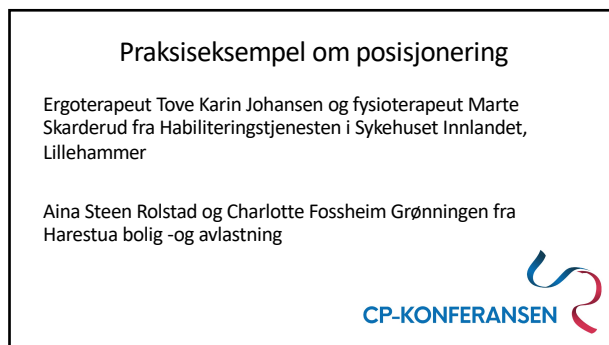 Praksiseksempel om posisjonering
Ergoterapeut Tove Karin Johansen og fysioterapeut Marte
Skarderud fra Habiliteringstjenesten i Sykehuset Innlandet,
Lillehammer
Aina Steen Rolstad og Charlotte Fossheim Grønningen fra
Harestua bolig -og avlastning
CP-KONFERANSEN